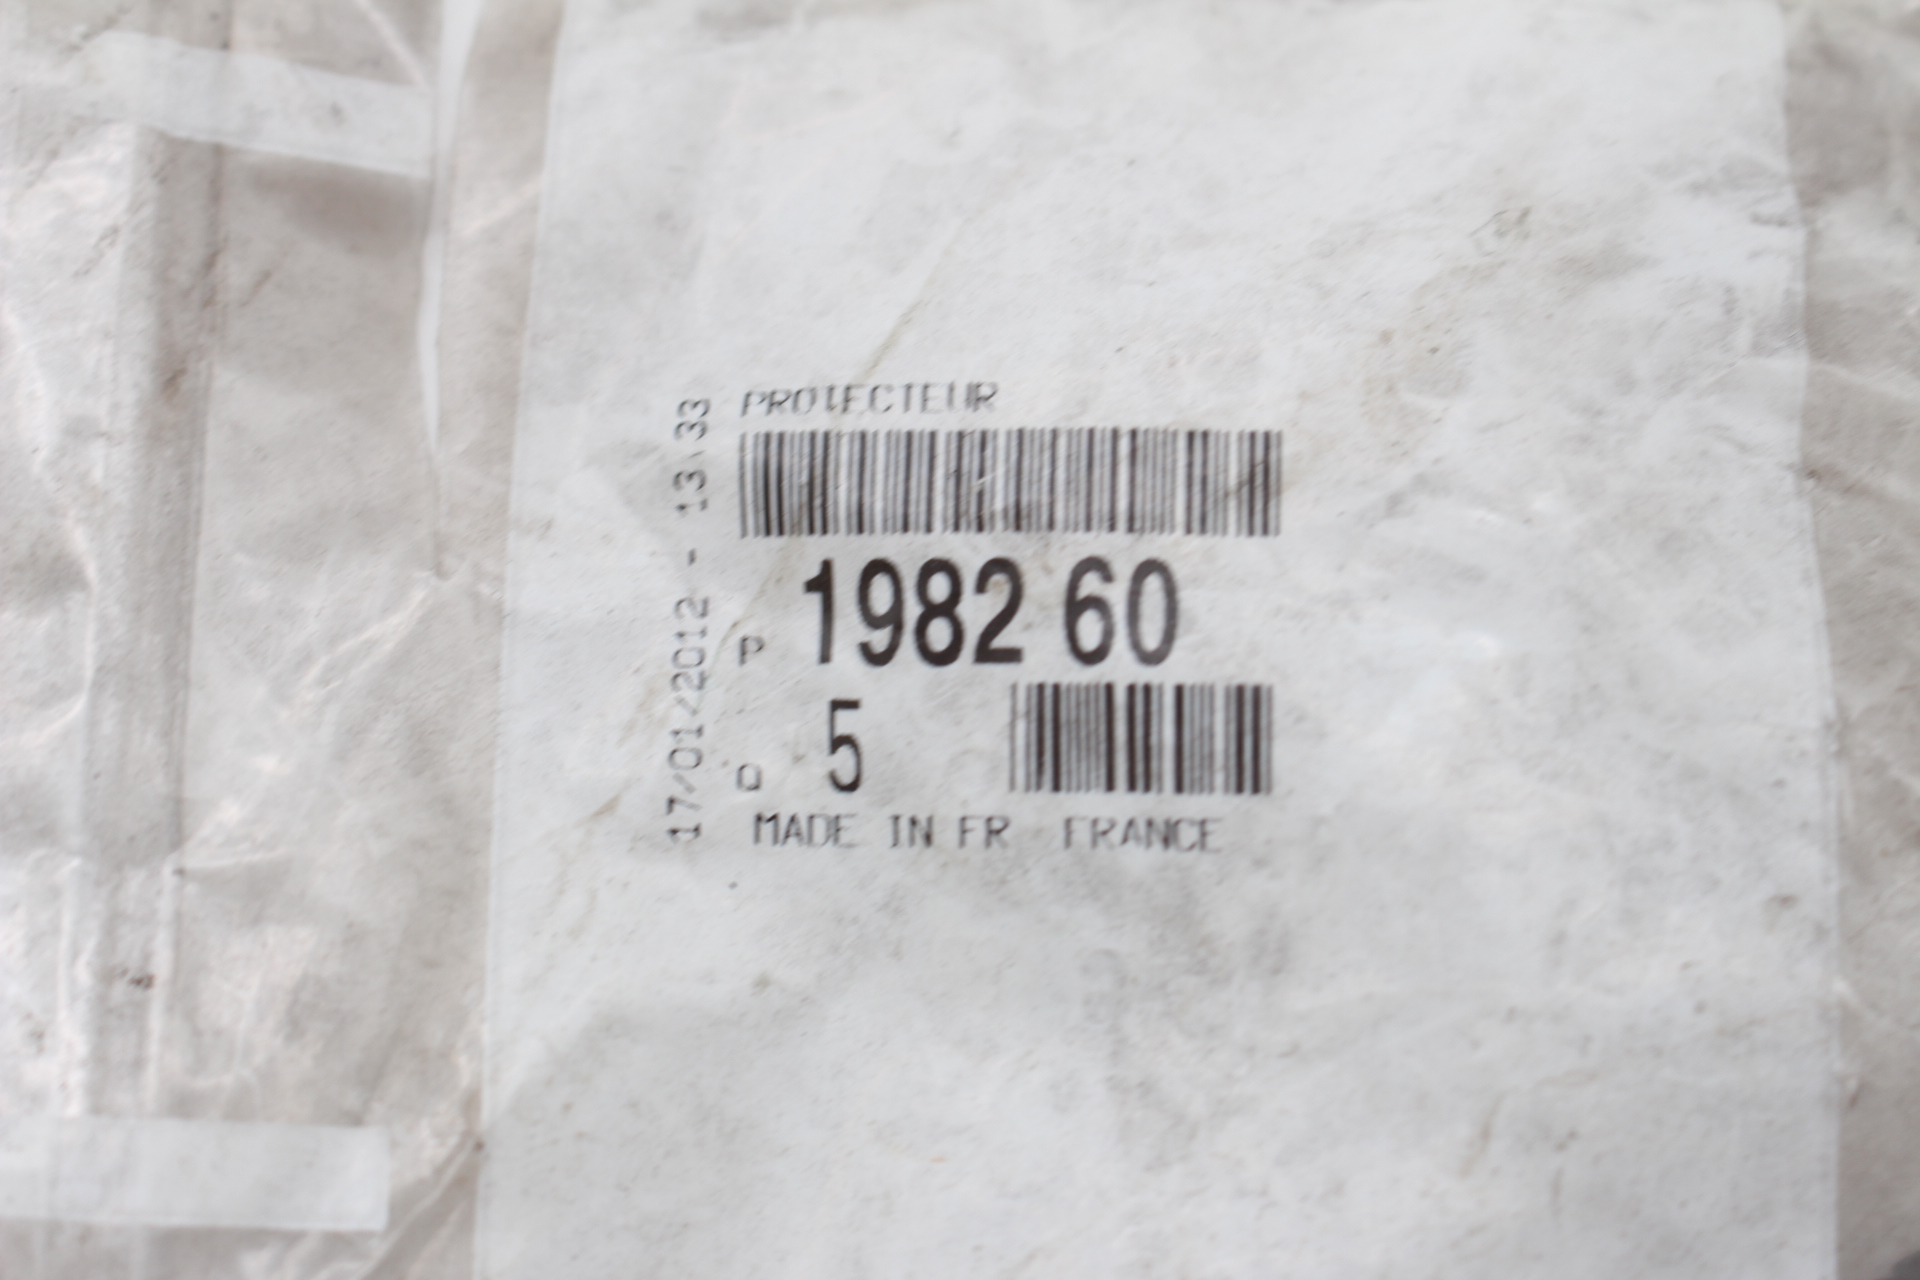 PROTECTEUR
17/01/2012 - 13:33
P 1982 60
Q 5
MADE IN FR FRANCE